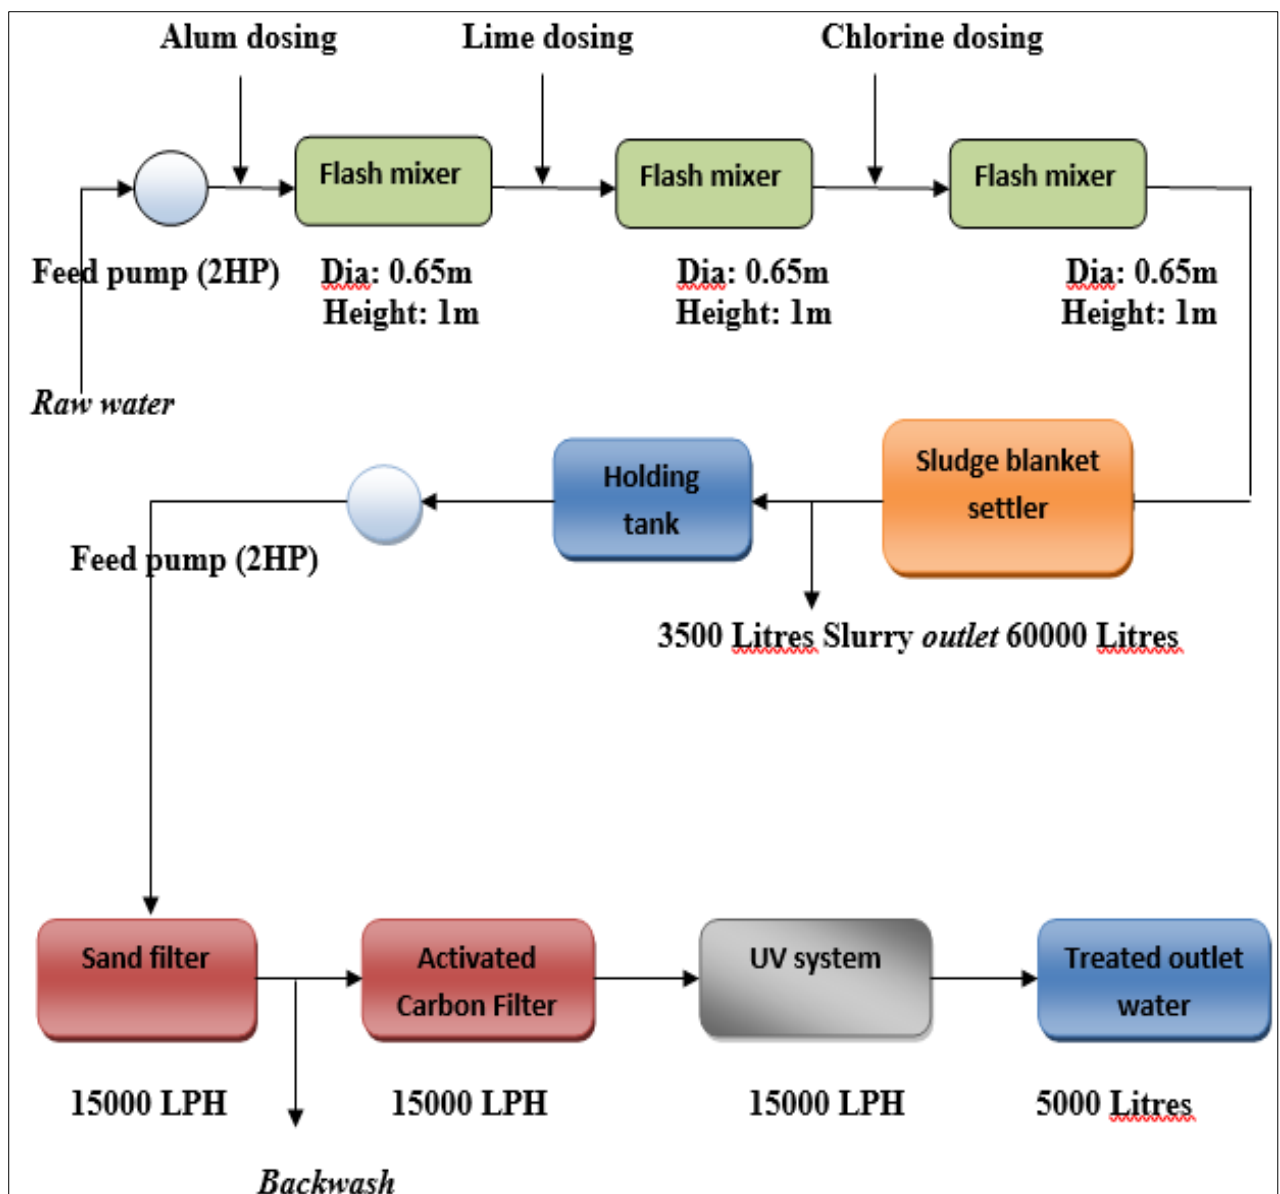 Alum dosing
Lime dosing
Chlorine dosing
Flash mixer
Flash mixer
Flash mixer
Feed pump (2HP)
Dia: 0.65m
Height: 1m
Dia: 0.65m
Height: 1m
Dia: 0.65m
Height: 1m
Raw water
Sludge blanket
settler
Holding
tank
Feed pump (2HP)
3500 Litres Slurry outlet 60000 Litres
Sand filter
Activated
Carbon Filter
UV system
Treated outlet
water
15000 LPH
15000 LPH
15000 LPH
5000 Litres
Backwash